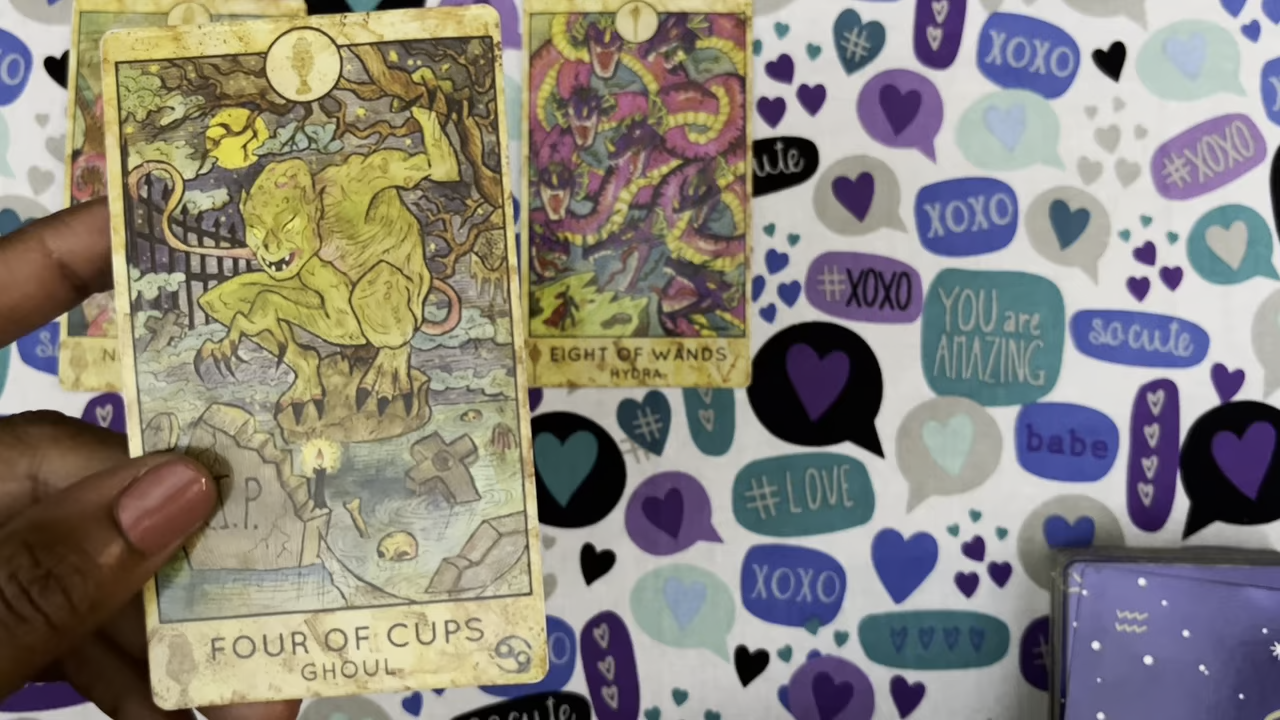 FOUR OF CUPS
GHOUL
EIGHT OF WANDS
HYDRA
XOXO
#
#XOXO
XOXO
#XOXO
YOU are
AMAZING
so cute
babe
#
#LOVE
XOXO